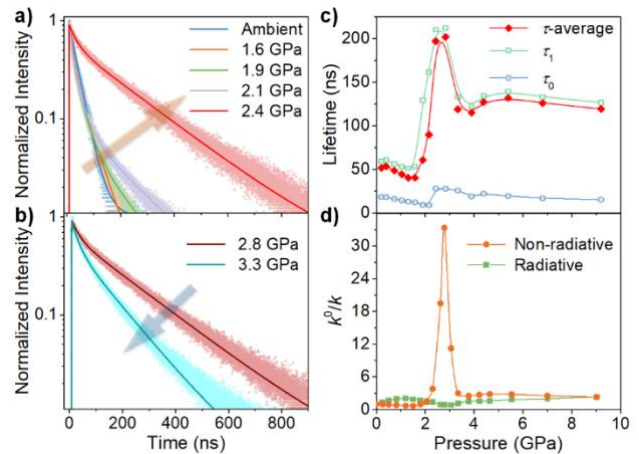 a)
Normalized Intensity
1
0.1
Ambient
1.6 GPa
1.9 GPa
2.1 GPa
2.4 GPa
b)
Normalized Intensity
1
0.1
2.8 GPa
3.3 GPa
0 200 400 600 800
Time (ns)
c)
Lifetime (ns)
200
150
100
50
0
τ-average
τ1
τ0
d)
k⁰/k
30
24
18
12
6
0
Non-radiative
Radiative
0 2 4 6 8 10
Pressure (GPa)